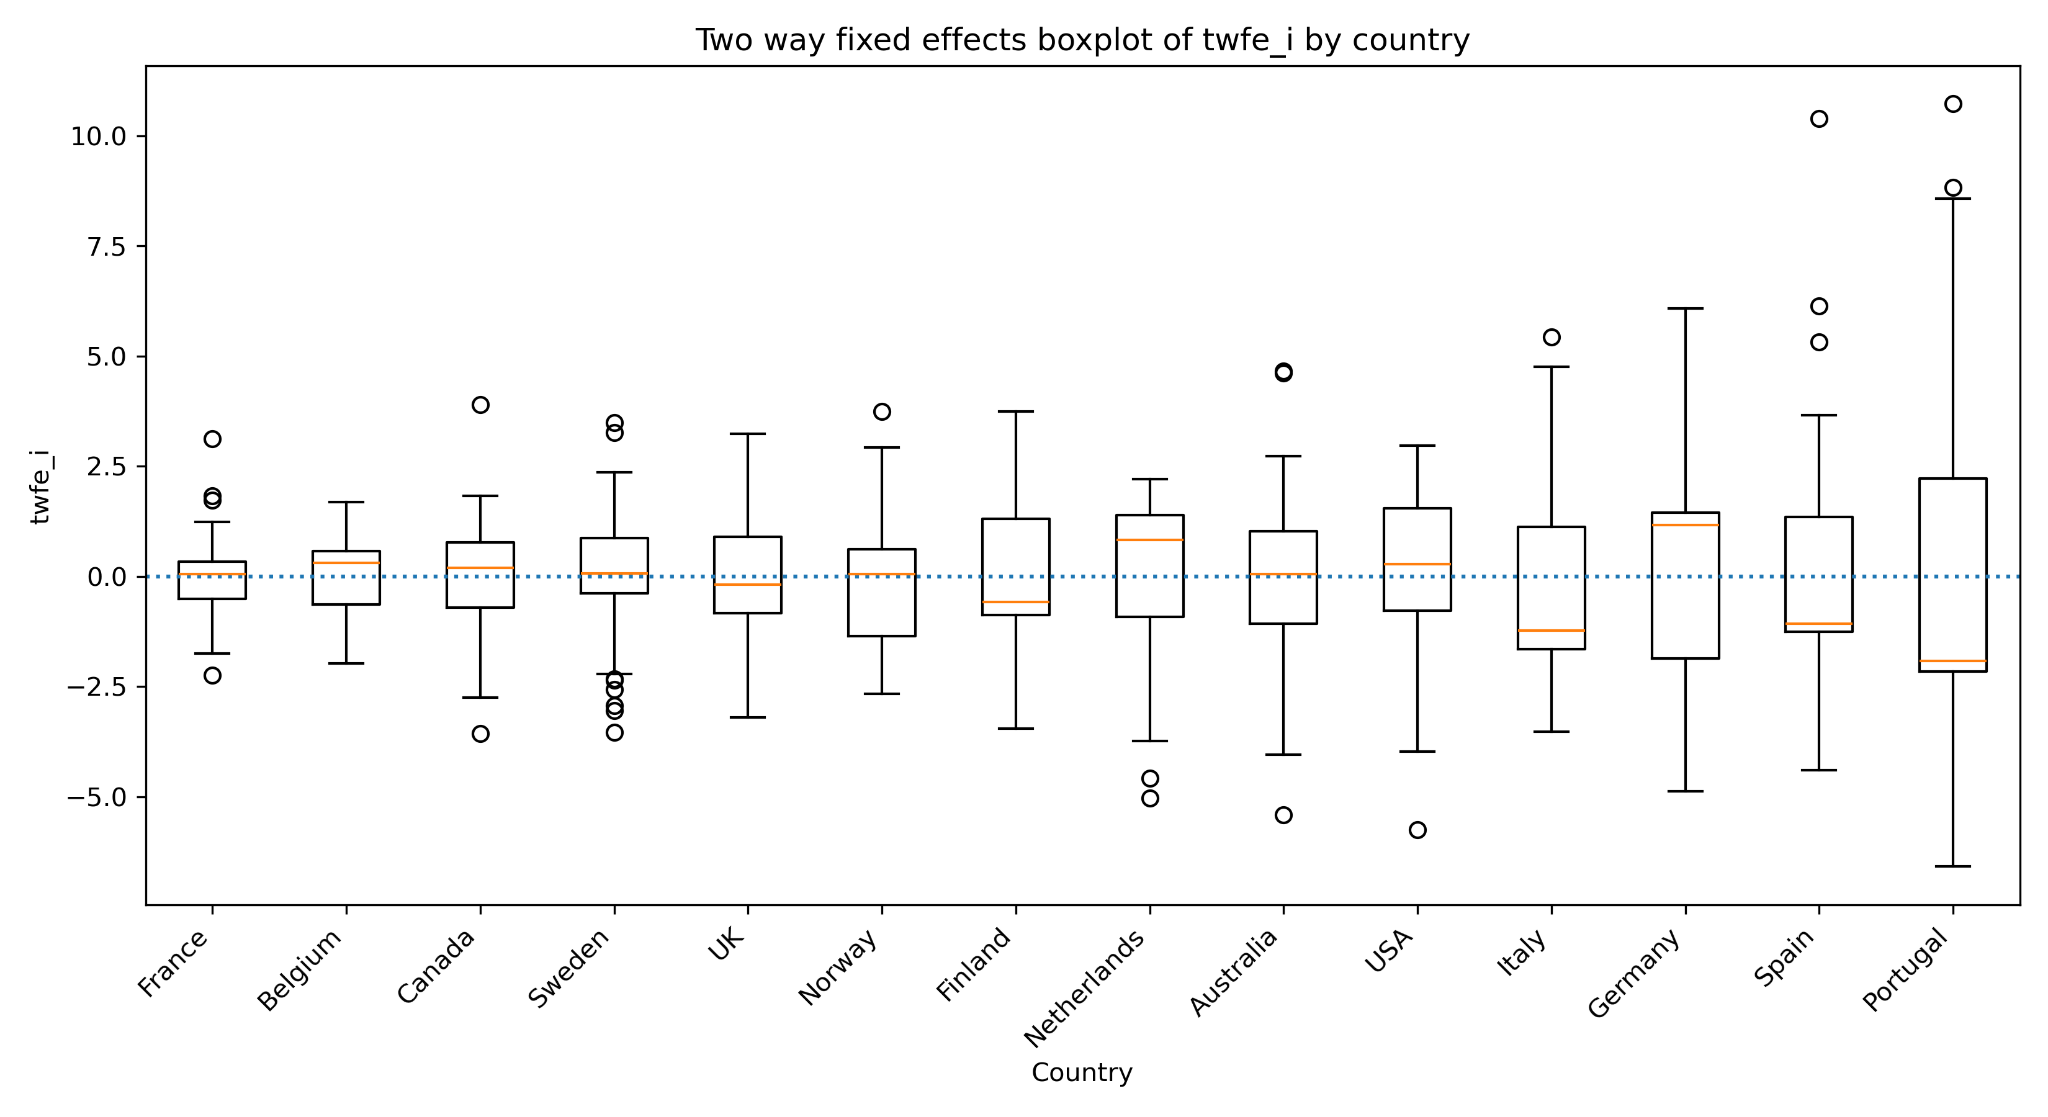 Two way fixed effects boxplot of twfe_i by country
10.0
7.5
5.0
2.5
0.0
−2.5
−5.0
twfe_i
France
Belgium
Canada
Sweden
UK
Norway
Finland
Netherlands
Australia
USA
Italy
Germany
Spain
Portugal
Country